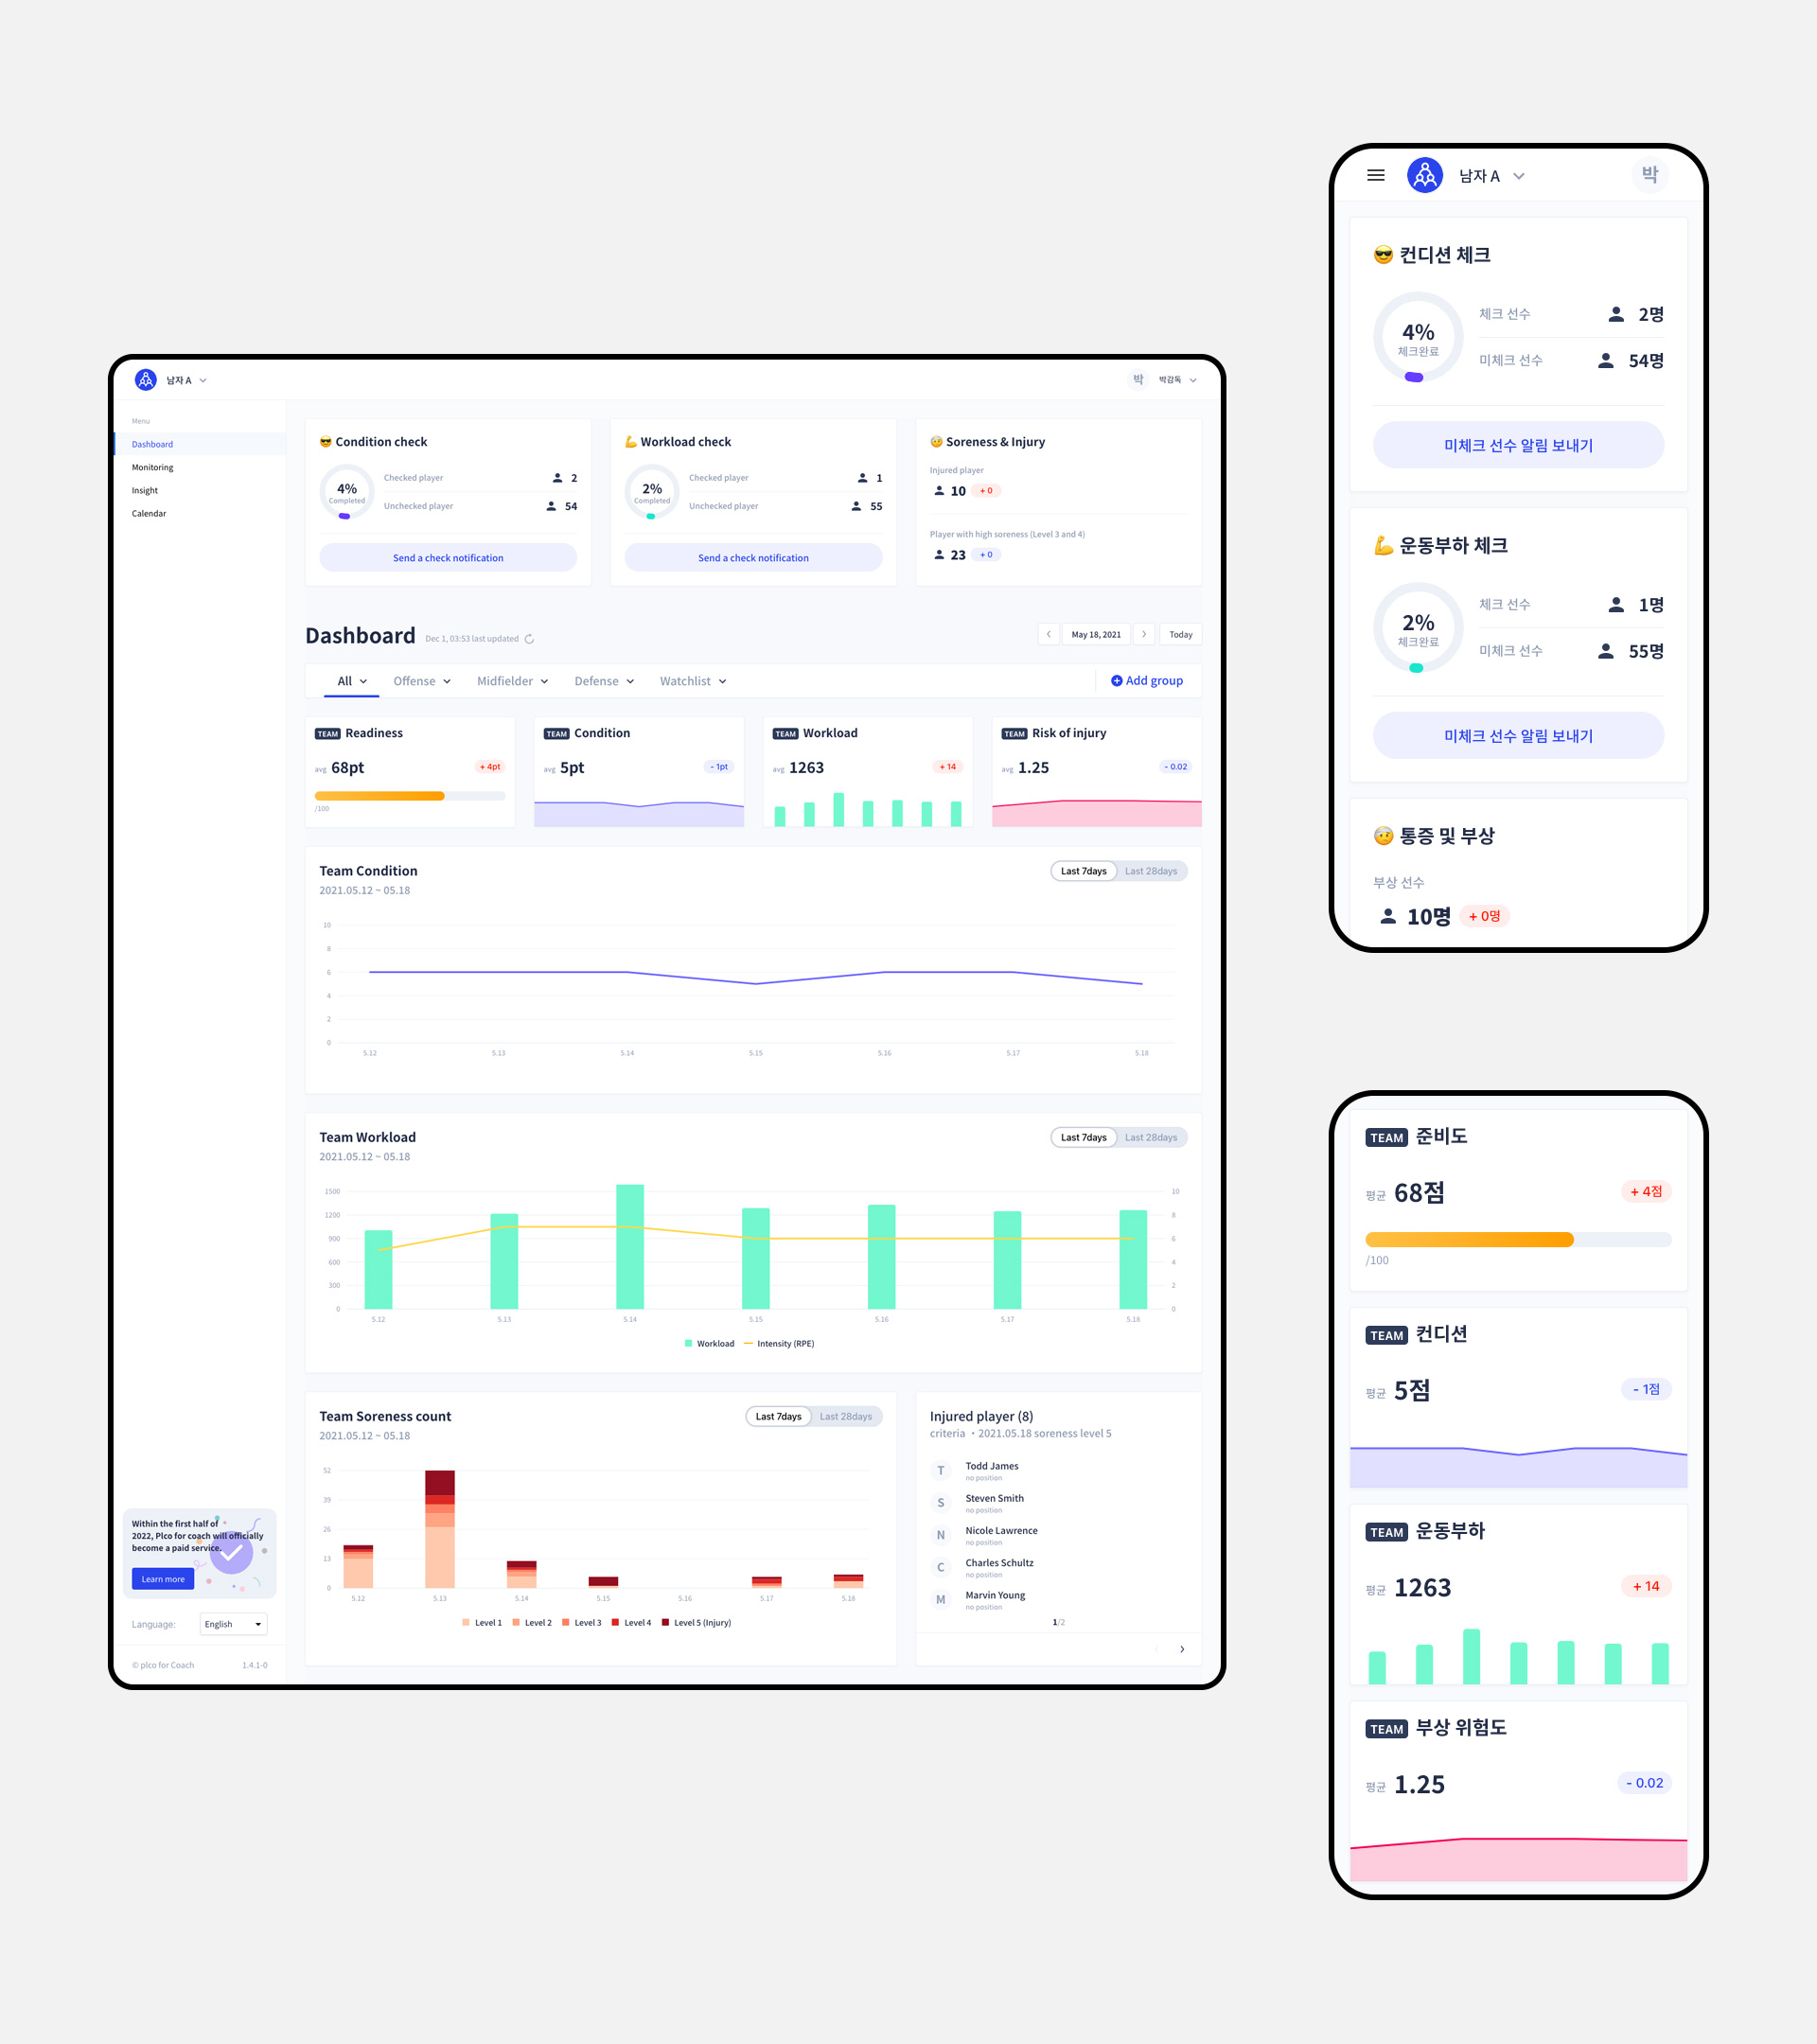 남자 A
박
박감독
Menu
Dashboard
Monitoring
Insight
Calendar
Within the first half of
2022, Plco for coach will officially
become a paid service.
Learn more
Language:
English
© plco for Coach
1.4.1-0
😎 Condition check
4%
Completed
Checked player
2
Unchecked player
54
Send a check notification
💪 Workload check
2%
Completed
Checked player
1
Unchecked player
55
Send a check notification
🤕 Soreness & Injury
Injured player
10 + 0
Player with high soreness (Level 3 and 4)
23 + 0
Dashboard
Dec 1, 03:53 last updated
May 18, 2021
Today
All
Offense
Midfielder
Defense
Watchlist
Add group
TEAM Readiness
avg 68pt
+ 4pt
/100
TEAM Condition
avg 5pt
- 1pt
TEAM Workload
avg 1263
+ 14
TEAM Risk of injury
avg 1.25
- 0.02
Team Condition
2021.05.12 ~ 05.18
Last 7days
Last 28days
10
8
6
4
2
0
5.12
5.13
5.14
5.15
5.16
5.17
5.18
Team Workload
2021.05.12 ~ 05.18
Last 7days
Last 28days
1500
1200
900
600
300
0
10
8
6
4
2
0
5.12
5.13
5.14
5.15
5.16
5.17
5.18
Workload
Intensity (RPE)
Team Soreness count
2021.05.12 ~ 05.18
Last 7days
Last 28days
52
39
26
13
0
5.12
5.13
5.14
5.15
5.16
5.17
5.18
Level 1
Level 2
Level 3
Level 4
Level 5 (Injury)
Injured player (8)
criteria ・2021.05.18 soreness level 5
T
Todd James
no position
S
Steven Smith
no position
N
Nicole Lawrence
no position
C
Charles Schultz
no position
M
Marvin Young
no position
1/2
남자 A
박
😎 컨디션 체크
4%
체크완료
체크 선수
2명
미체크 선수
54명
미체크 선수 알림 보내기
💪 운동부하 체크
2%
체크완료
체크 선수
1명
미체크 선수
55명
미체크 선수 알림 보내기
🤕 통증 및 부상
부상 선수
10명 + 0명
TEAM 준비도
평균 68점
+ 4점
/100
TEAM 컨디션
평균 5점
- 1점
TEAM 운동부하
평균 1263
+ 14
TEAM 부상 위험도
평균 1.25
- 0.02